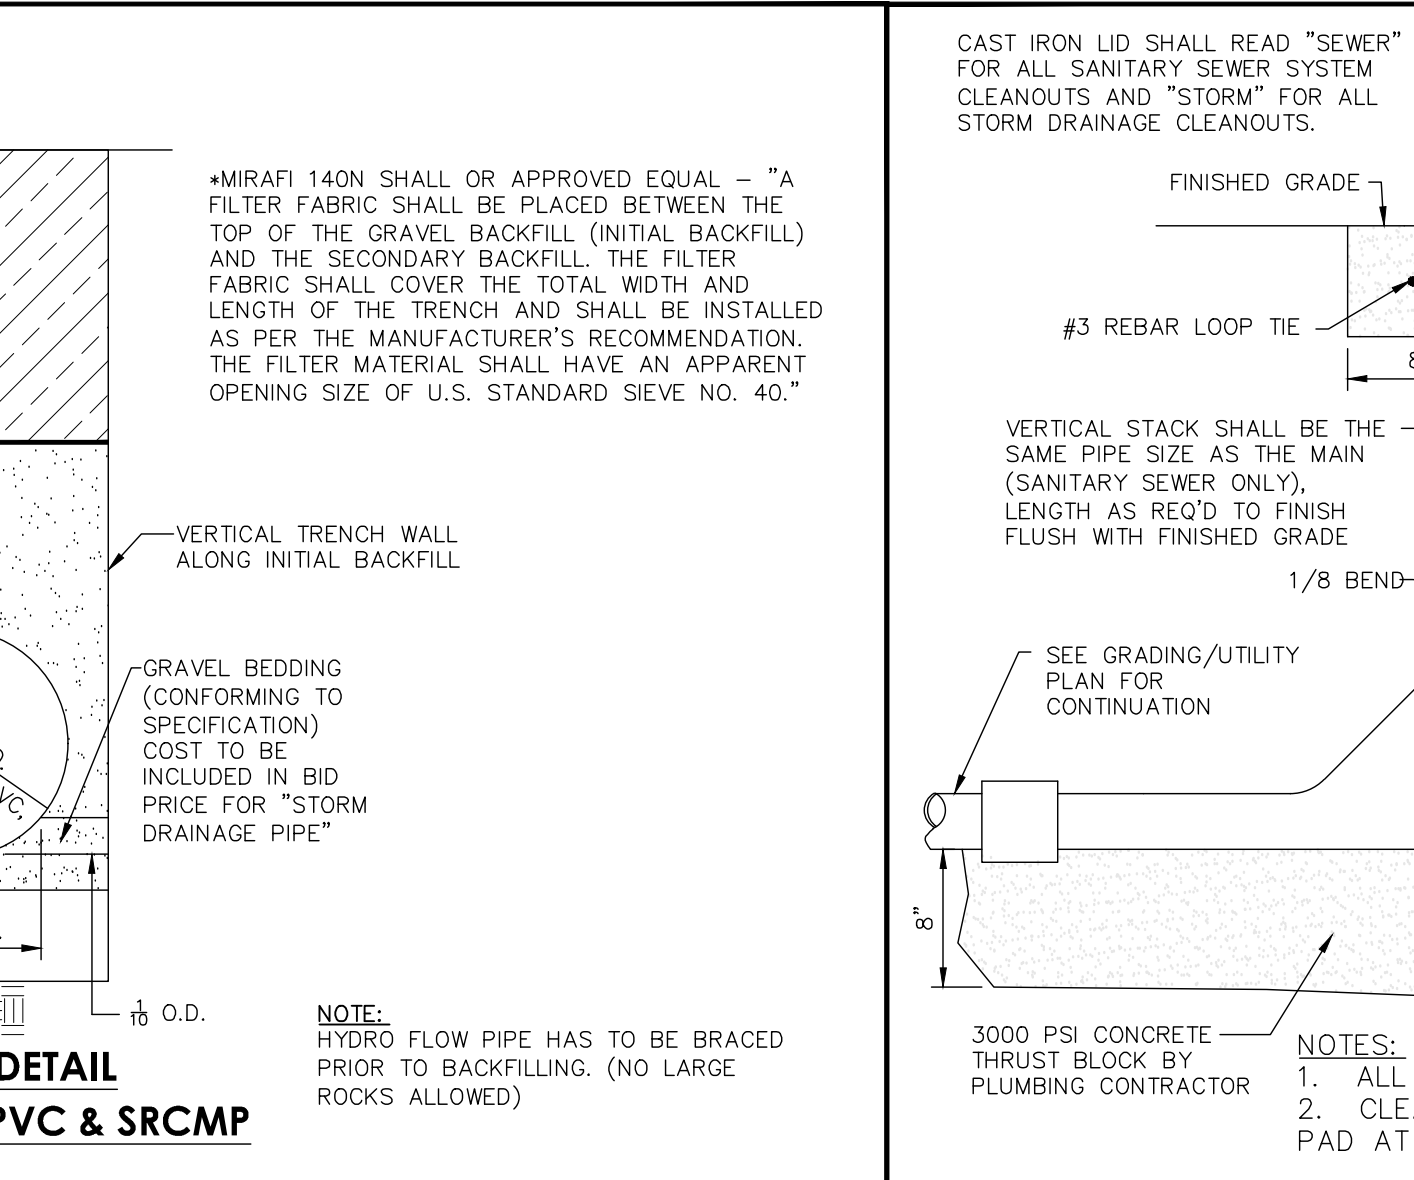 *MIRAFI 140N SHALL OR APPROVED EQUAL – "A
FILTER FABRIC SHALL BE PLACED BETWEEN THE
TOP OF THE GRAVEL BACKFILL (INITIAL BACKFILL)
AND THE SECONDARY BACKFILL. THE FILTER
FABRIC SHALL COVER THE TOTAL WIDTH AND
LENGTH OF THE TRENCH AND SHALL BE INSTALLED
AS PER THE MANUFACTURER'S RECOMMENDATION.
THE FILTER MATERIAL SHALL HAVE AN APPARENT
OPENING SIZE OF U.S. STANDARD SIEVE NO. 40."
VERTICAL TRENCH WALL
ALONG INITIAL BACKFILL
GRAVEL BEDDING
(CONFORMING TO
SPECIFICATION)
COST TO BE
INCLUDED IN BID
PRICE FOR "STORM
DRAINAGE PIPE"
1/10 O.D.
NOTE:
HYDRO FLOW PIPE HAS TO BE BRACED
PRIOR TO BACKFILLING. (NO LARGE
ROCKS ALLOWED)
DETAIL
PVC & SRCMP
CAST IRON LID SHALL READ "SEWER"
FOR ALL SANITARY SEWER SYSTEM
CLEANOUTS AND "STORM" FOR ALL
STORM DRAINAGE CLEANOUTS.
FINISHED GRADE
#3 REBAR LOOP TIE
VERTICAL STACK SHALL BE THE
SAME PIPE SIZE AS THE MAIN
(SANITARY SEWER ONLY),
LENGTH AS REQ'D TO FINISH
FLUSH WITH FINISHED GRADE
1/8 BEND
SEE GRADING/UTILITY
PLAN FOR
CONTINUATION
8"
3000 PSI CONCRETE
THRUST BLOCK BY
PLUMBING CONTRACTOR
NOTES:
1. ALL
2. CLE
PAD AT